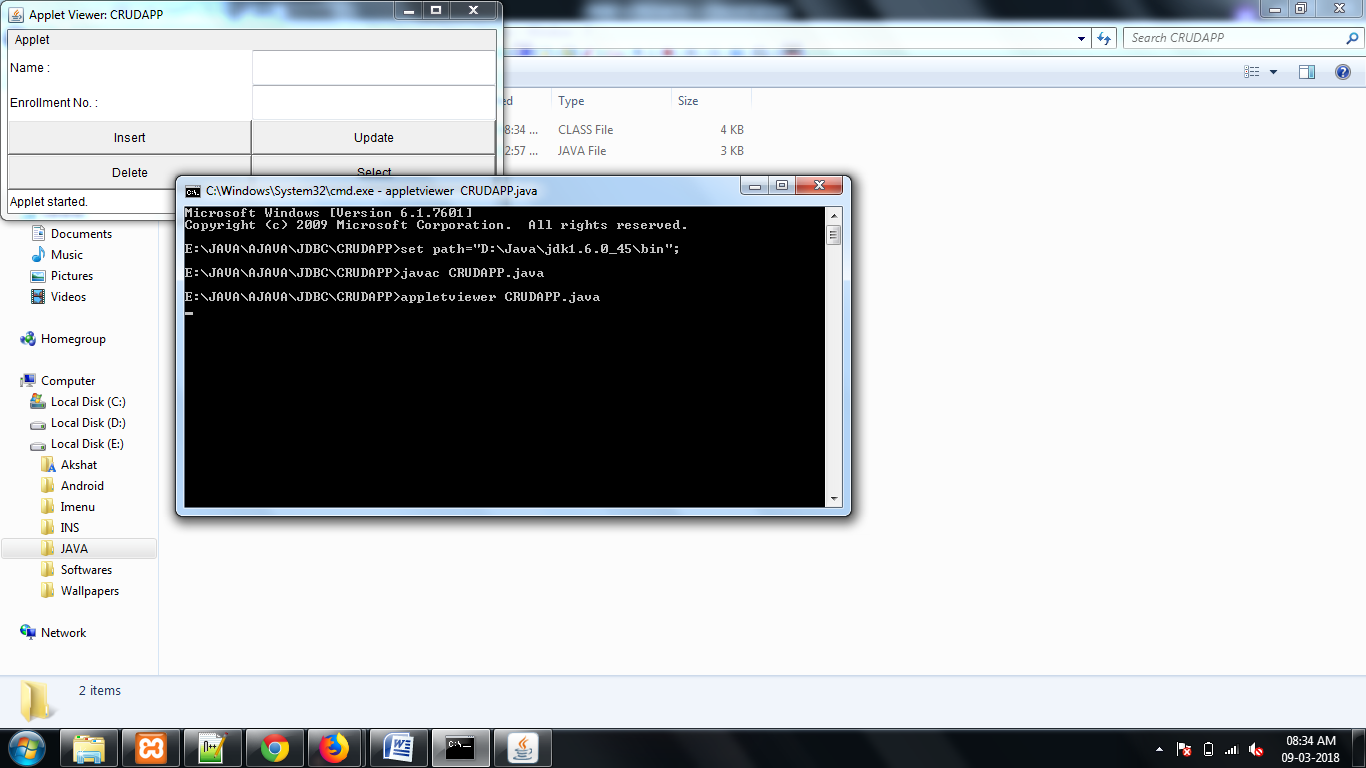 Applet Viewer: CRUDAPP
Applet
Name :
Enrollment No. :
Insert Update
Delete Select
Applet started.
Search CRUDAPP
ed Type Size
8:34 ... CLASS File 4 KB
2:57 ... JAVA File 3 KB
C:\Windows\System32\cmd.exe - appletviewer CRUDAPP.java
Microsoft Windows [Version 6.1.7601]
Copyright (c) 2009 Microsoft Corporation. All rights reserved.
E:\JAVA\AJAVA\JDBC\CRUDAPP>set path="D:\Java\jdk1.6.0_45\bin";
E:\JAVA\AJAVA\JDBC\CRUDAPP>javac CRUDAPP.java
E:\JAVA\AJAVA\JDBC\CRUDAPP>appletviewer CRUDAPP.java
Documents
Music
Pictures
Videos
Homegroup
Computer
Local Disk (C:)
Local Disk (D:)
Local Disk (E:)
Akshat
Android
Imenu
INS
JAVA
Softwares
Wallpapers
Network
2 items
08:34 AM
09-03-2018